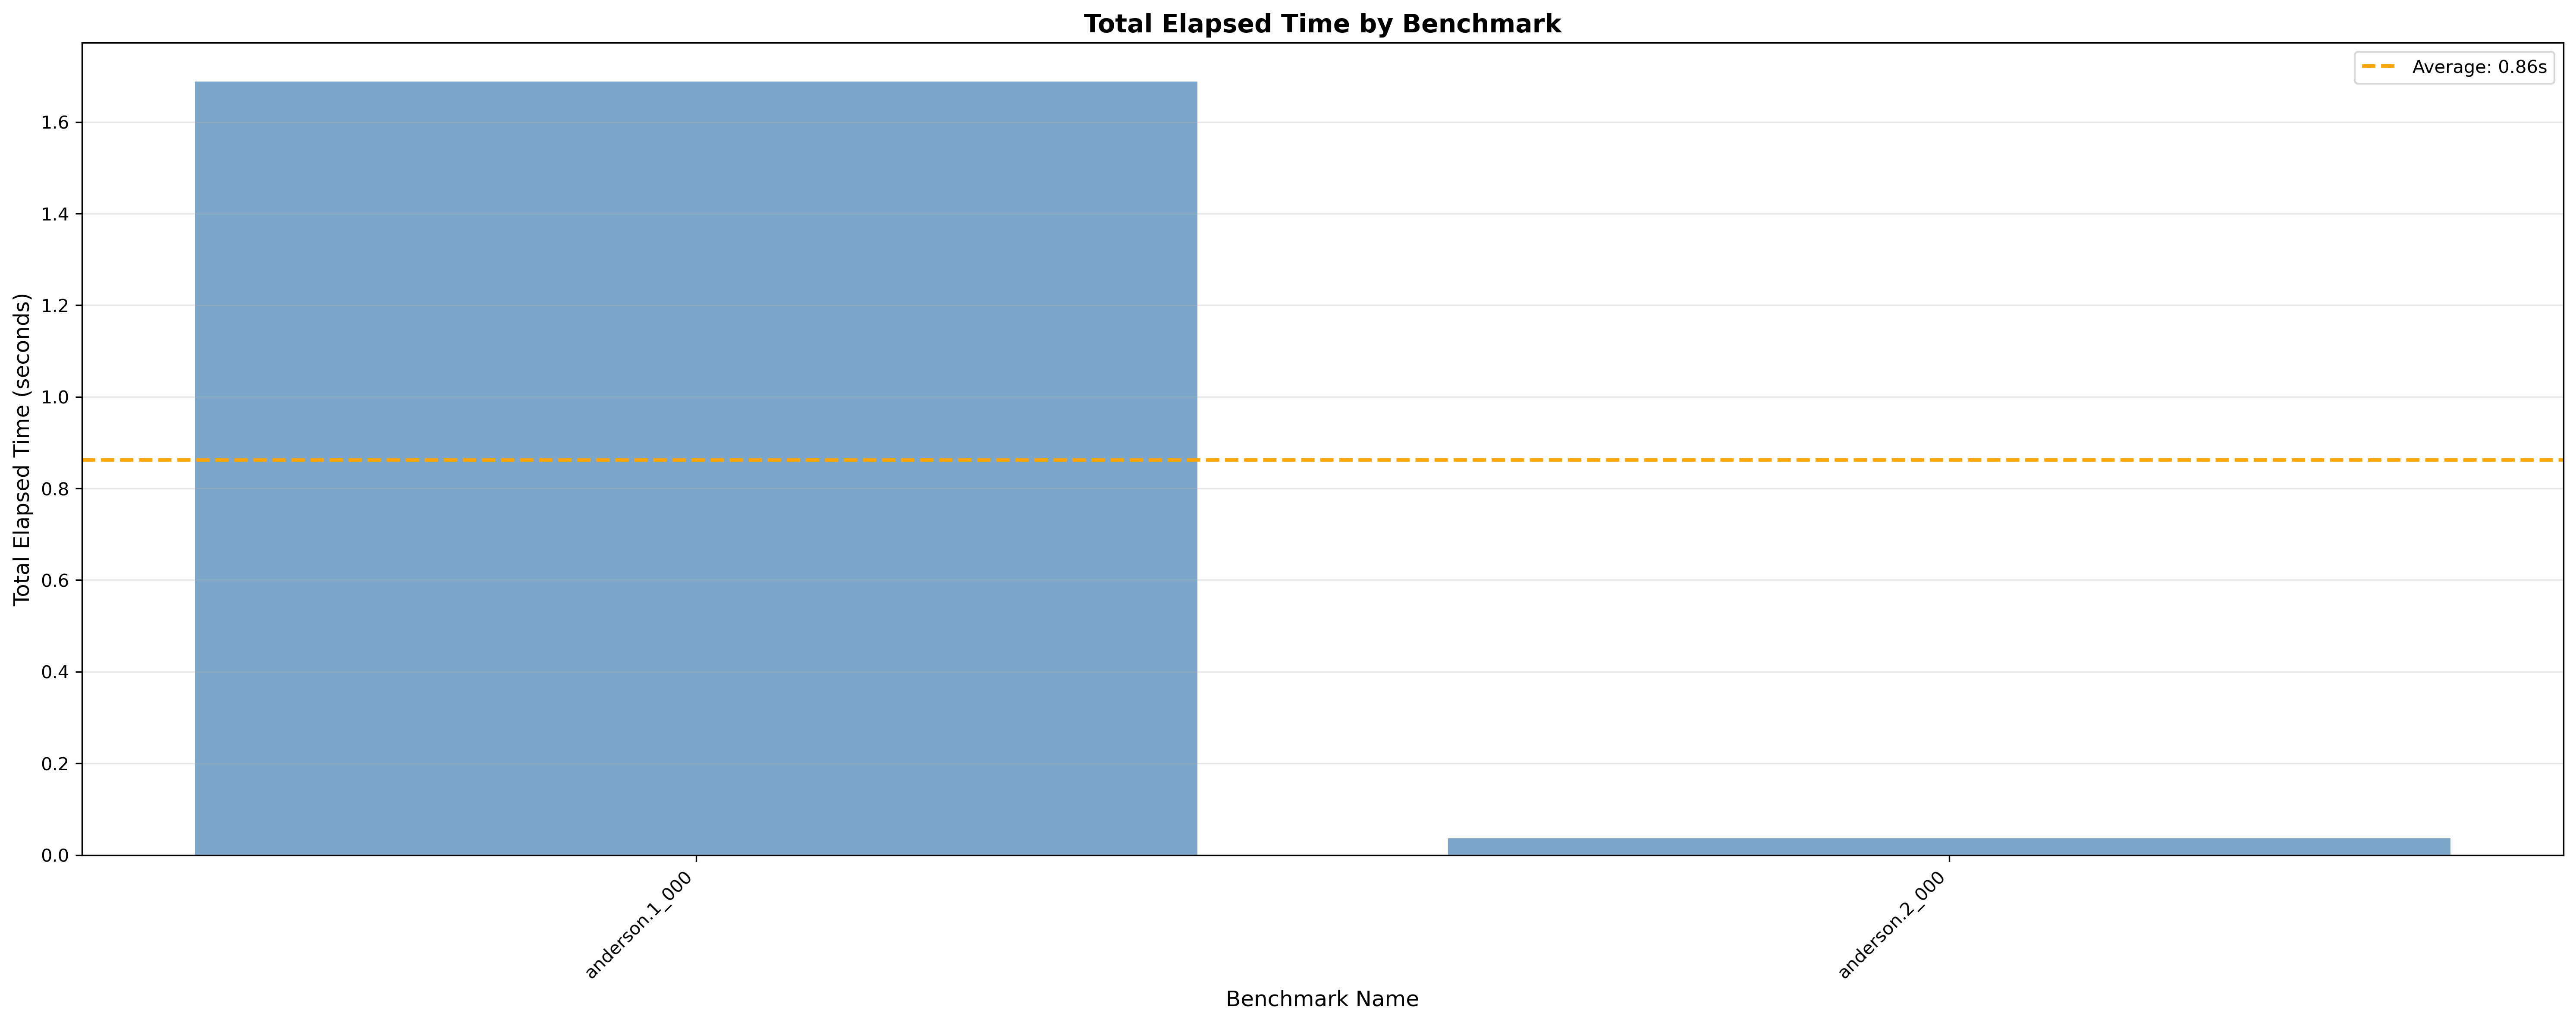 Total Elapsed Time by Benchmark
Average: 0.86s
Total Elapsed Time (seconds)
1.6
1.4
1.2
1.0
0.8
0.6
0.4
0.2
0.0
anderson.1_000
anderson.2_000
Benchmark Name